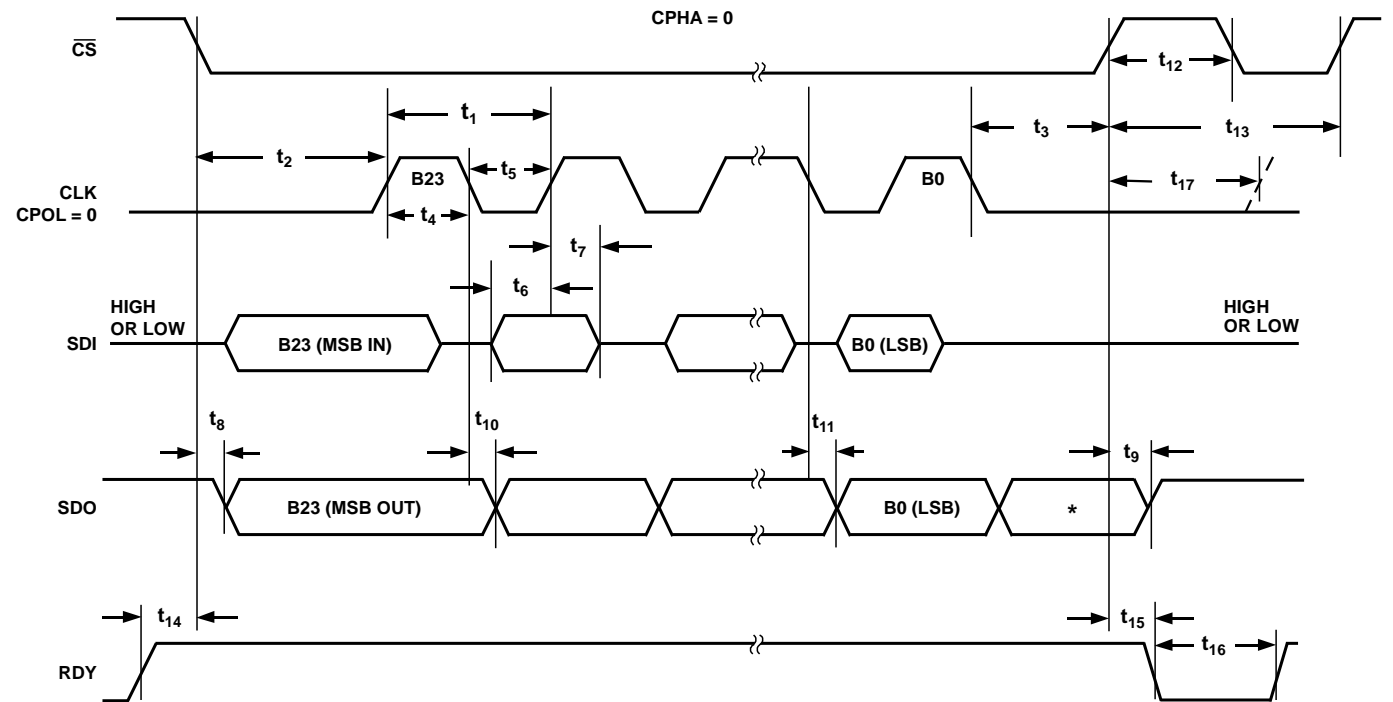 CPHA = 0
CS
t12
t1
t3
t13
t2
t5
t17
CLK
CPOL = 0
B23
B0
t4
t7
t6
HIGH
OR LOW
HIGH
OR LOW
SDI
B23 (MSB IN)
B0 (LSB)
t8
t10
t11
t9
SDO
B23 (MSB OUT)
B0 (LSB)
*
t14
t15
t16
RDY